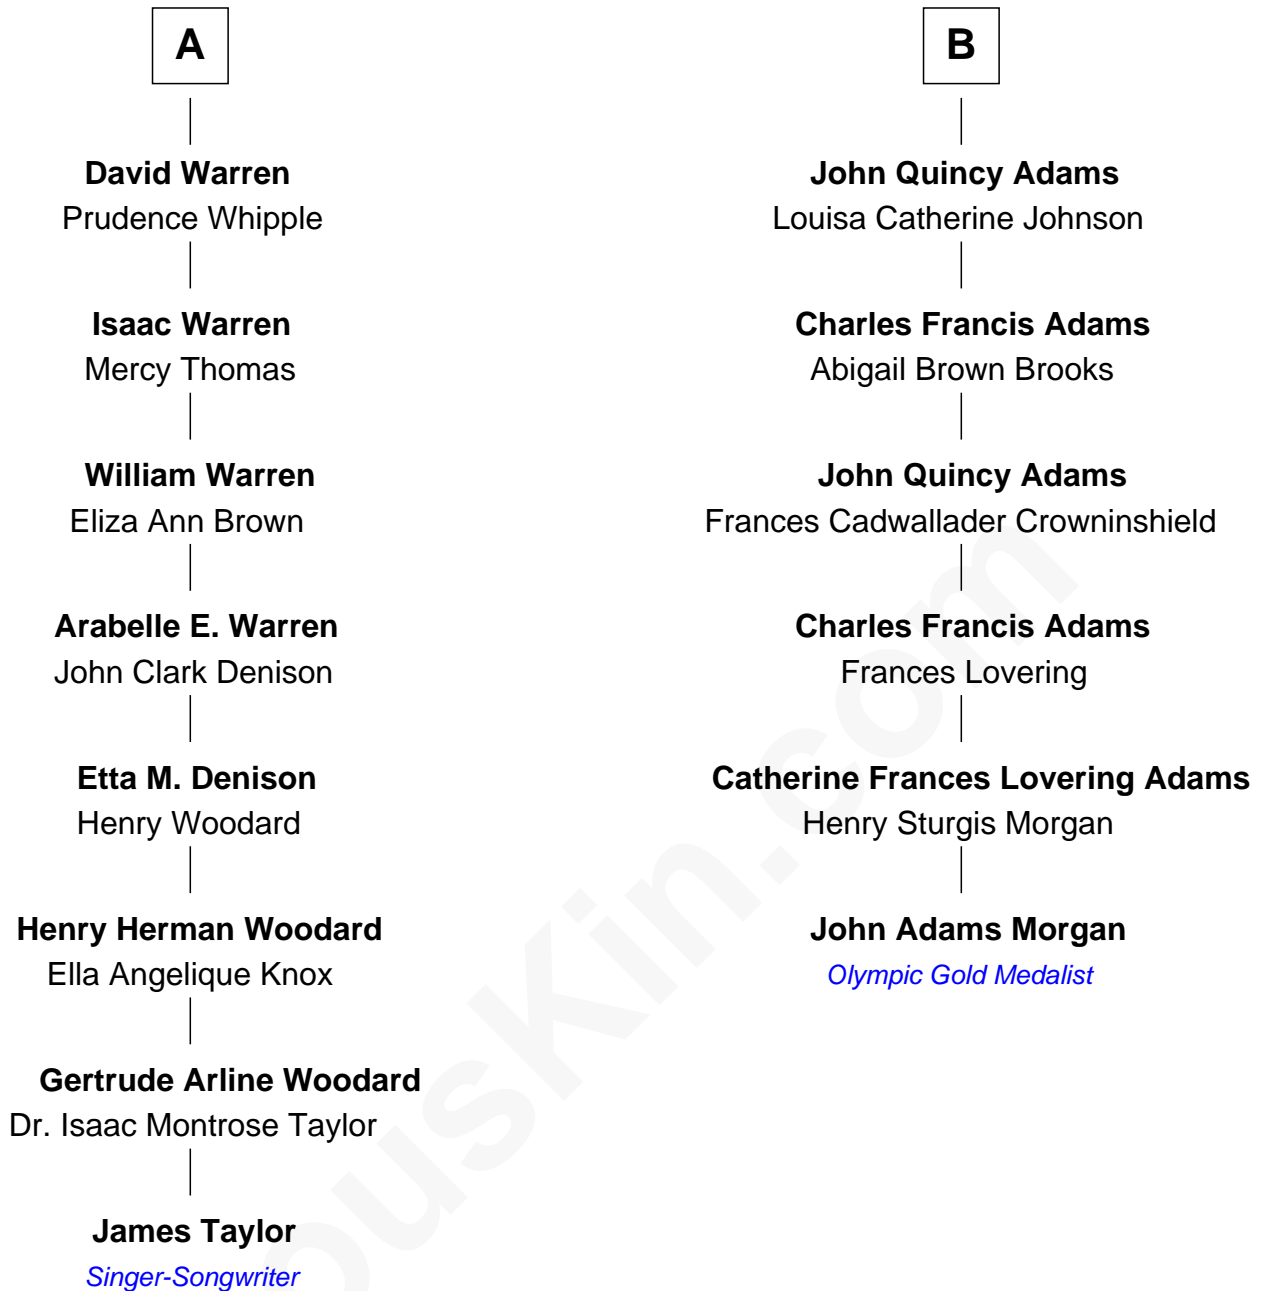 A
David Warren
Prudence Whipple
Isaac Warren
Mercy Thomas
William Warren
Eliza Ann Brown
Arabelle E. Warren
John Clark Denison
Etta M. Denison
Henry Woodard
Henry Herman Woodard
Ella Angelique Knox
Gertrude Arline Woodard
Dr. Isaac Montrose Taylor
James Taylor
Singer-Songwriter
B
John Quincy Adams
Louisa Catherine Johnson
Charles Francis Adams
Abigail Brown Brooks
John Quincy Adams
Frances Cadwallader Crowninshield
Charles Francis Adams
Frances Lovering
Catherine Frances Lovering Adams
Henry Sturgis Morgan
John Adams Morgan
Olympic Gold Medalist
ousKin.com